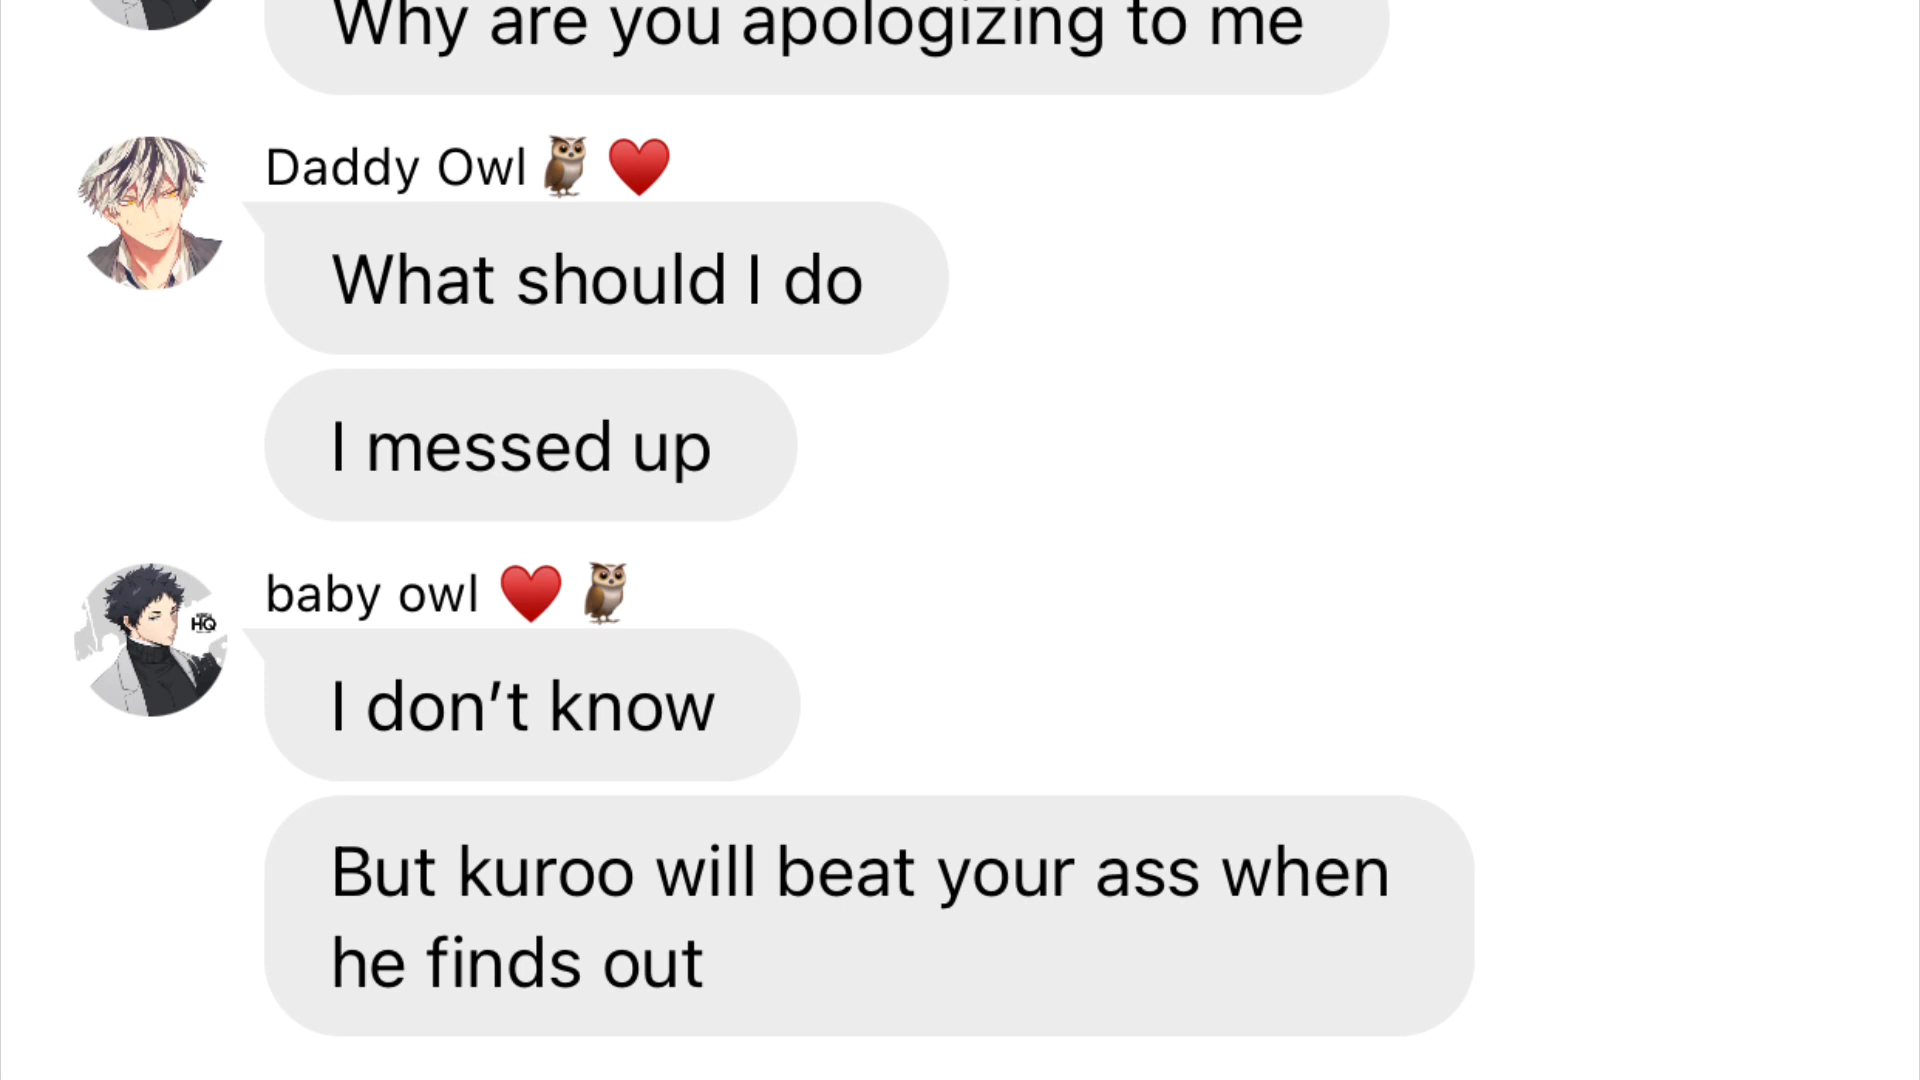 Why are you apologizing to me
Daddy Owl🦉♥️
What should I do
I messed up
baby owl ♥️🦉
HQ
I don’t know
But kuroo will beat your ass when
he finds out